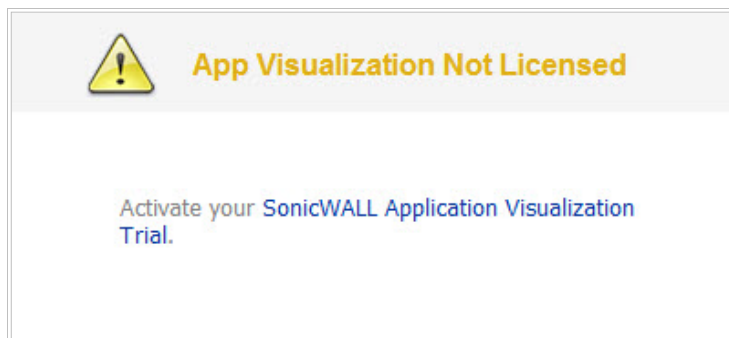 App Visualization Not Licensed
Activate your SonicWALL Application Visualization
Trial.